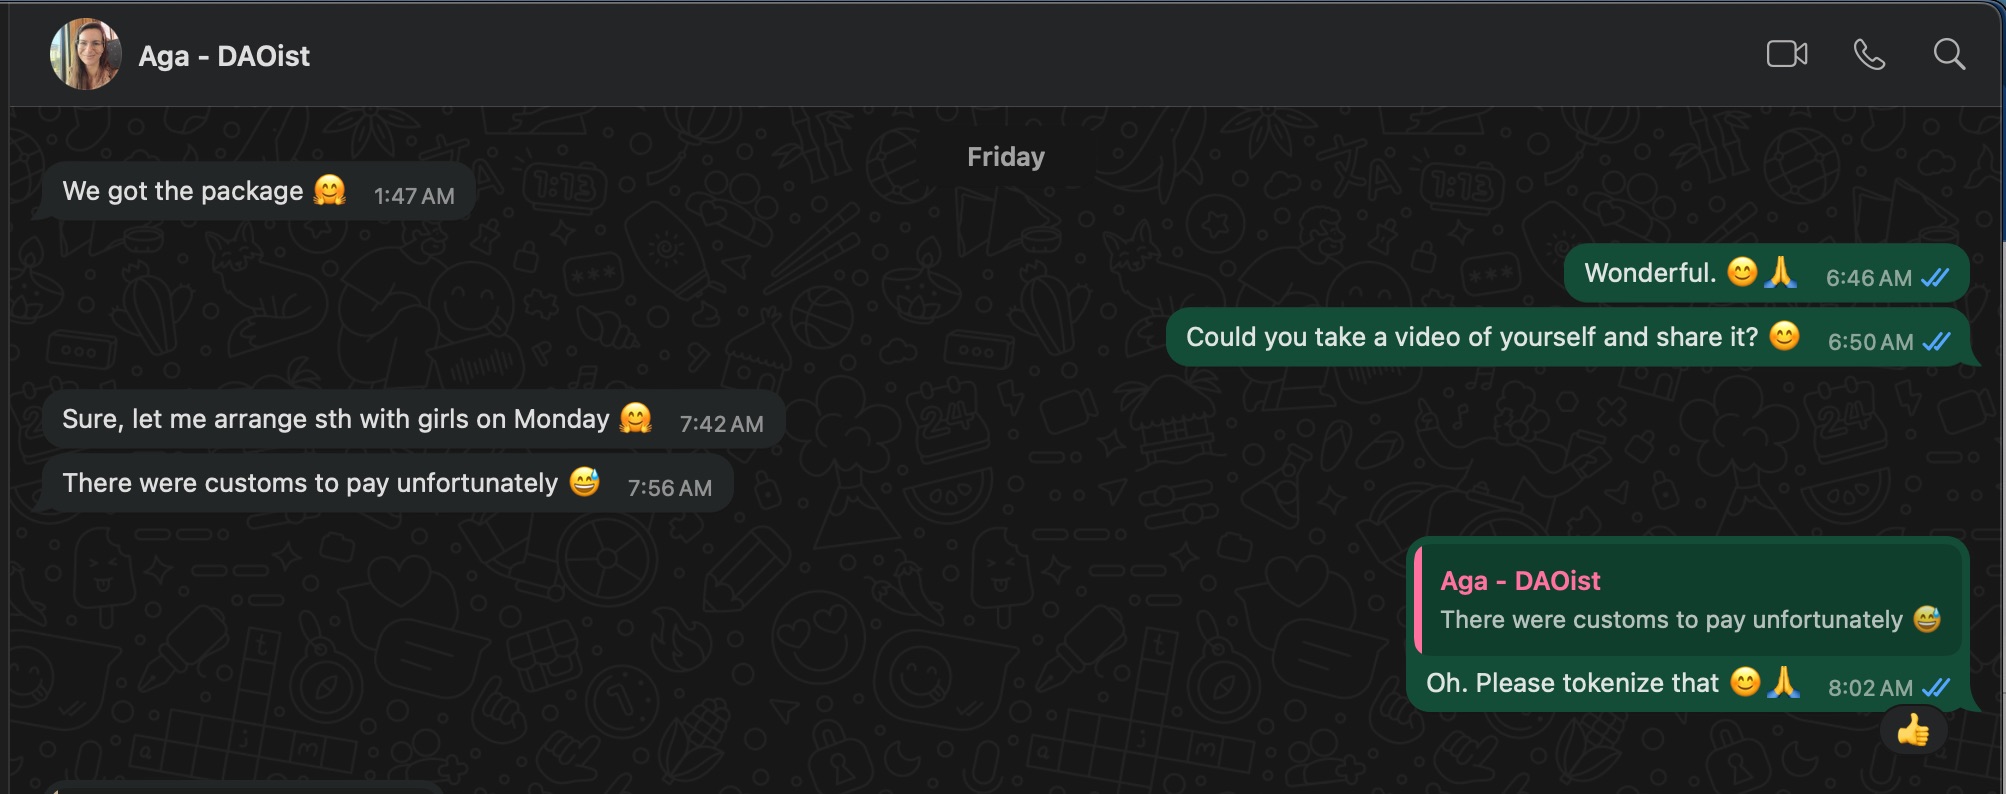 Aga - DAOist
Friday
We got the package 🤗 1:47 AM
Wonderful. 😊🙏 6:46 AM
Could you take a video of yourself and share it? 😊 6:50 AM
Sure, let me arrange sth with girls on Monday 🤗 7:42 AM
There were customs to pay unfortunately 😅 7:56 AM
Aga - DAOist
There were customs to pay unfortunately 😅
Oh. Please tokenize that 😊🙏 8:02 AM
👍